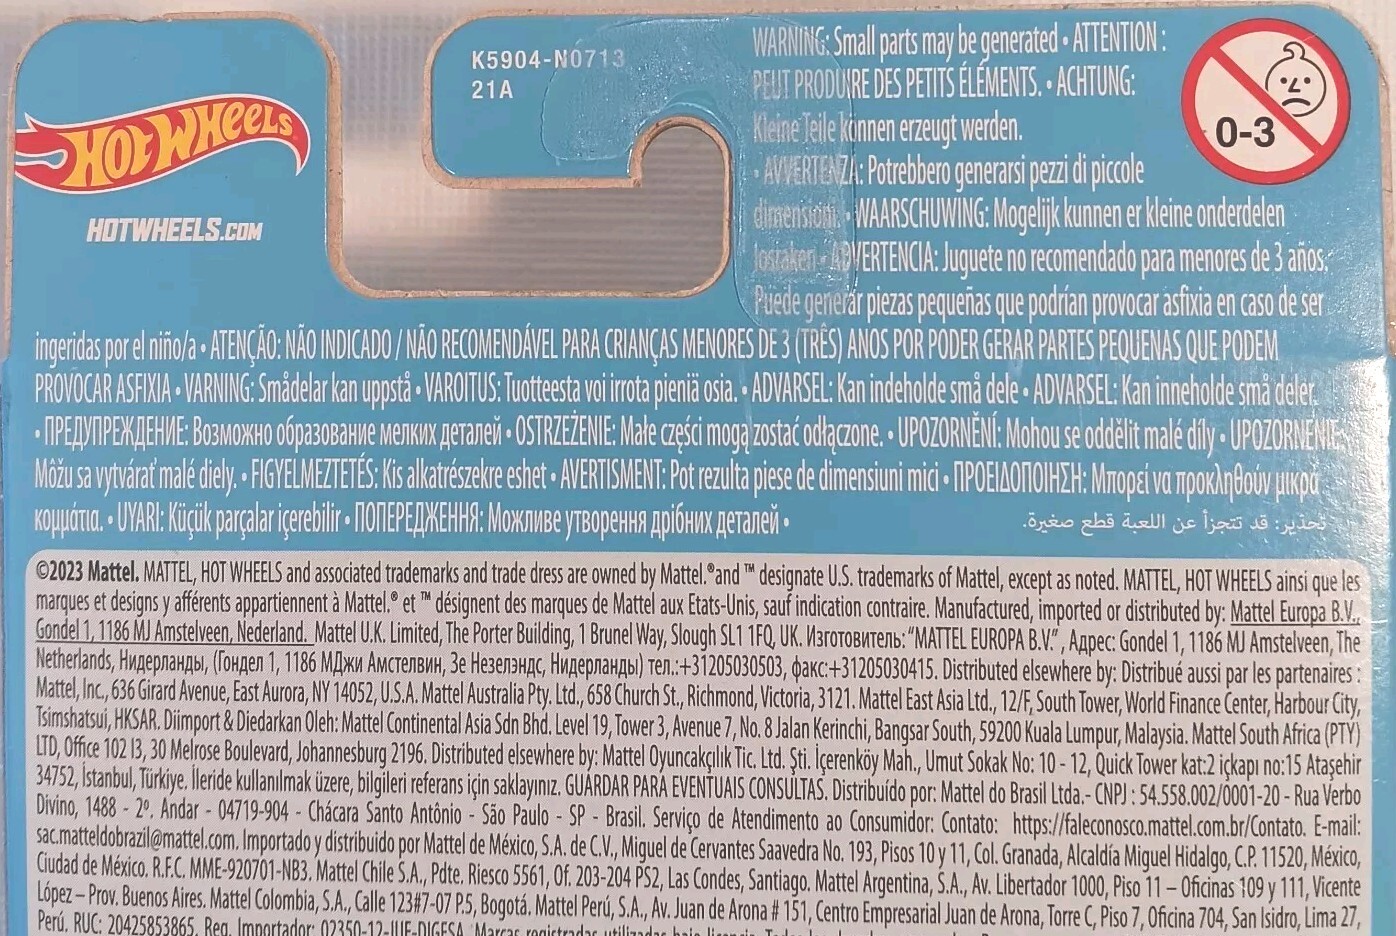 HOT WHEELS
HOTWHEELS.COM
K5904-N0713
21A
WARNING: Small parts may be generated • ATTENTION :
PEUT PRODUIRE DES PETITS ÉLÉMENTS. • ACHTUNG:
Kleine Teile können erzeugt werden.
• AVVERTENZA: Potrebbero generarsi pezzi di piccole
dimensioni. • WAARSCHUWING: Mogelijk kunnen er kleine onderdelen
losraken • ADVERTENCIA: Juguete no recomendado para menores de 3 años.
Puede generar piezas pequeñas que podrían provocar asfixia en caso de ser
0-3
ingeridas por el niño/a • ATENÇÃO: NÃO INDICADO / NÃO RECOMENDÁVEL PARA CRIANÇAS MENORES DE 3 (TRÊS) ANOS POR PODER GERAR PARTES PEQUENAS QUE PODEM
PROVOCAR ASFIXIA • VARNING: Smådelar kan uppstå • VAROITUS: Tuotteesta voi irrota pieniä osia. • ADVARSEL: Kan indeholde små dele • ADVARSEL: Kan inneholde små deler.
• ПРЕДУПРЕЖДЕНИЕ: Возможно образование мелких деталей • OSTRZEŻENIE: Małe części mogą zostać odłączone. • UPOZORNĚNÍ: Mohou se oddělit malé díly • UPOZORNENIE:
Môžu sa vytvárať malé diely. • FIGYELMEZTETÉS: Kis alkatrészekre eshet • AVERTISMENT: Pot rezulta piese de dimensiuni mici • ΠΡΟΕΙΔΟΠΟΙΗΣΗ: Μπορεί να προκληθούν μικρά
κομμάτια. • UYARI: Küçük parçalar içerebilir • ПОПЕРЕДЖЕННЯ: Можливе утворення дрібних деталей •
تحذير: قد تتجزأ عن اللعبة قطع صغيرة.
©2023 Mattel. MATTEL, HOT WHEELS and associated trademarks and trade dress are owned by Mattel.®and ™ designate U.S. trademarks of Mattel, except as noted. MATTEL, HOT WHEELS ainsi que les
marques et designs y afférents appartiennent à Mattel.® et ™ désignent des marques de Mattel aux Etats-Unis, sauf indication contraire. Manufactured, imported or distributed by: Mattel Europa B.V.,
Gondel 1, 1186 MJ Amstelveen, Nederland. Mattel U.K. Limited, The Porter Building, 1 Brunel Way, Slough SL1 1FQ, UK. Изготовитель: "MATTEL EUROPA B.V." , Адрес: Gondel 1, 1186 MJ Amstelveen, The
Netherlands, Нидерланды, (Гондел 1, 1186 МДжи Амстелвин, Зе Незелэндс, Нидерланды) тел.:+31205030503, факс:+31205030415. Distributed elsewhere by: Distribué aussi par les partenaires :
Mattel, Inc., 636 Girard Avenue, East Aurora, NY 14052, U.S.A. Mattel Australia Pty. Ltd., 658 Church St., Richmond, Victoria, 3121. Mattel East Asia Ltd., 12/F, South Tower, World Finance Center, Harbour City,
Tsimshatsui, HKSAR. Diimport & Diedarkan Oleh: Mattel Continental Asia Sdn Bhd. Level 19, Tower 3, Avenue 7, No. 8 Jalan Kerinchi, Bangsar South, 59200 Kuala Lumpur, Malaysia. Mattel South Africa (PTY)
LTD, Office 102 I3, 30 Melrose Boulevard, Johannesburg 2196. Distributed elsewhere by: Mattel Oyuncakçılık Tic. Ltd. Şti. İçerenköy Mah., Umut Sokak No: 10 - 12, Quick Tower kat:2 içkapı no:15 Ataşehir
34752, İstanbul, Türkiye. İleride kullanılmak üzere, bilgileri referans için saklayınız. GUARDAR PARA EVENTUAIS CONSULTAS. Distribuído por: Mattel do Brasil Ltda.- CNPJ : 54.558.002/0001-20 - Rua Verbo
Divino, 1488 - 2º. Andar - 04719-904 - Chácara Santo Antônio - São Paulo - SP - Brasil. Serviço de Atendimento ao Consumidor: Contato: https://faleconosco.mattel.com.br/Contato. E-mail:
sac.matteldobrazil@mattel.com. Importado y distribuido por Mattel de México, S.A. de C.V., Miguel de Cervantes Saavedra No. 193, Pisos 10 y 11, Col. Granada, Alcaldía Miguel Hidalgo, C.P. 11520, México,
Ciudad de México. R.F.C. MME-920701-NB3. Mattel Chile S.A., Pdte. Riesco 5561, Of. 203-204 PS2, Las Condes, Santiago. Mattel Argentina, S.A., Av. Libertador 1000, Piso 11 – Oficinas 109 y 111, Vicente
López – Prov. Buenos Aires. Mattel Colombia, S.A., Calle 123#7-07 P.5, Bogotá. Mattel Perú, S.A., Av. Juan de Arona # 151, Centro Empresarial Juan de Arona, Torre C, Piso 7, Oficina 704, San Isidro, Lima 27,
Perú. RUC: 20425853865. Reg. Importador: 02350-12-JUE-DIGESA. Marcas registradas utilizadas bajo licencia.